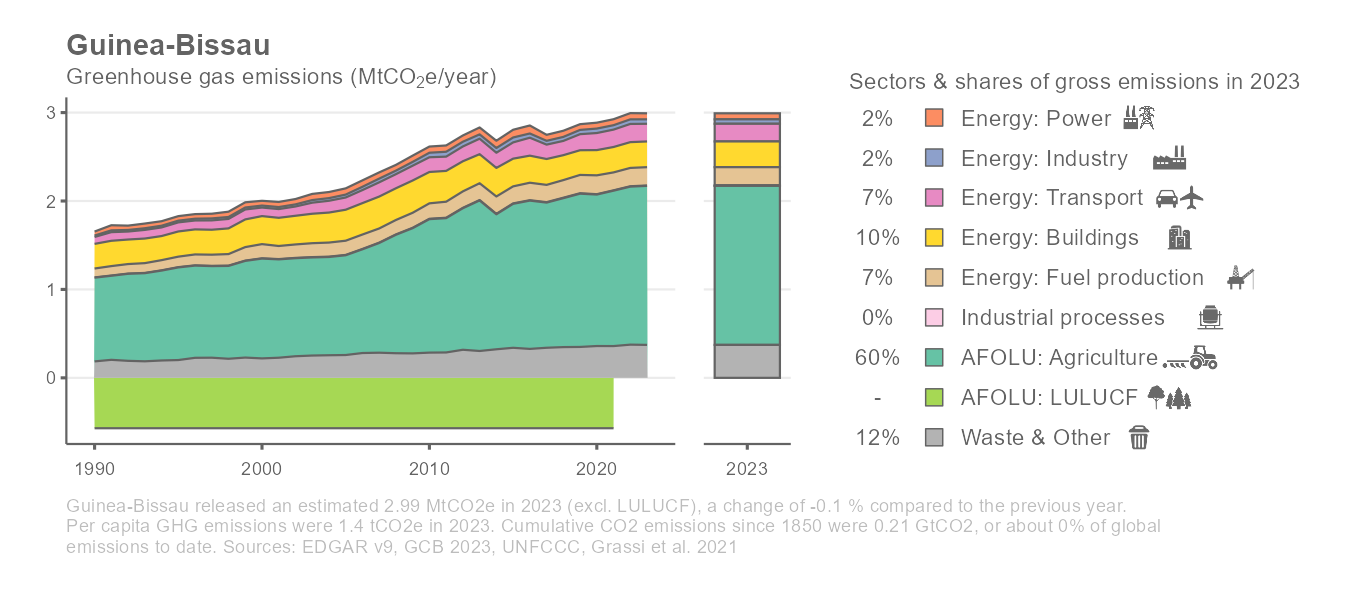 Guinea-Bissau
Greenhouse gas emissions (MtCO₂e/year)
3
2
1
0
1990
2000
2010
2020
2023
Sectors & shares of gross emissions in 2023
2% Energy: Power
2% Energy: Industry
7% Energy: Transport
10% Energy: Buildings
7% Energy: Fuel production
0% Industrial processes
60% AFOLU: Agriculture
- AFOLU: LULUCF
12% Waste & Other
Guinea-Bissau released an estimated 2.99 MtCO2e in 2023 (excl. LULUCF), a change of -0.1 % compared to the previous year.
Per capita GHG emissions were 1.4 tCO2e in 2023. Cumulative CO2 emissions since 1850 were 0.21 GtCO2, or about 0% of global
emissions to date. Sources: EDGAR v9, GCB 2023, UNFCCC, Grassi et al. 2021